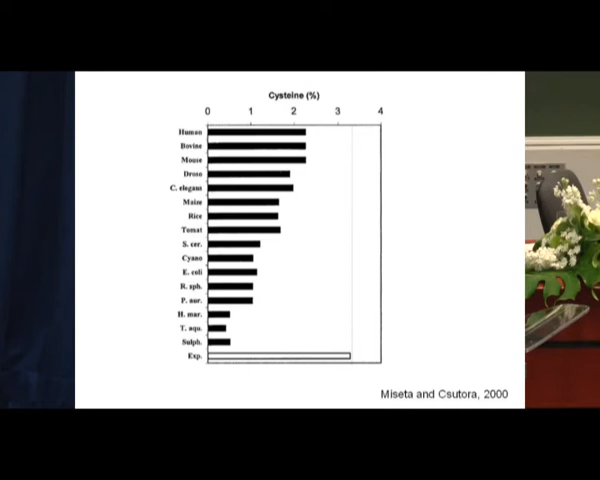 Cysteine (%)
0 1 2 3 4
Human
Bovine
Mouse
Droso
C. elegans
Maize
Rice
Tomat
S. cer.
Cyano
E. coli
R. sph.
P. aur.
H. mar.
T. aqu.
Sulph.
Exp.
Miseta and Csutora, 2000